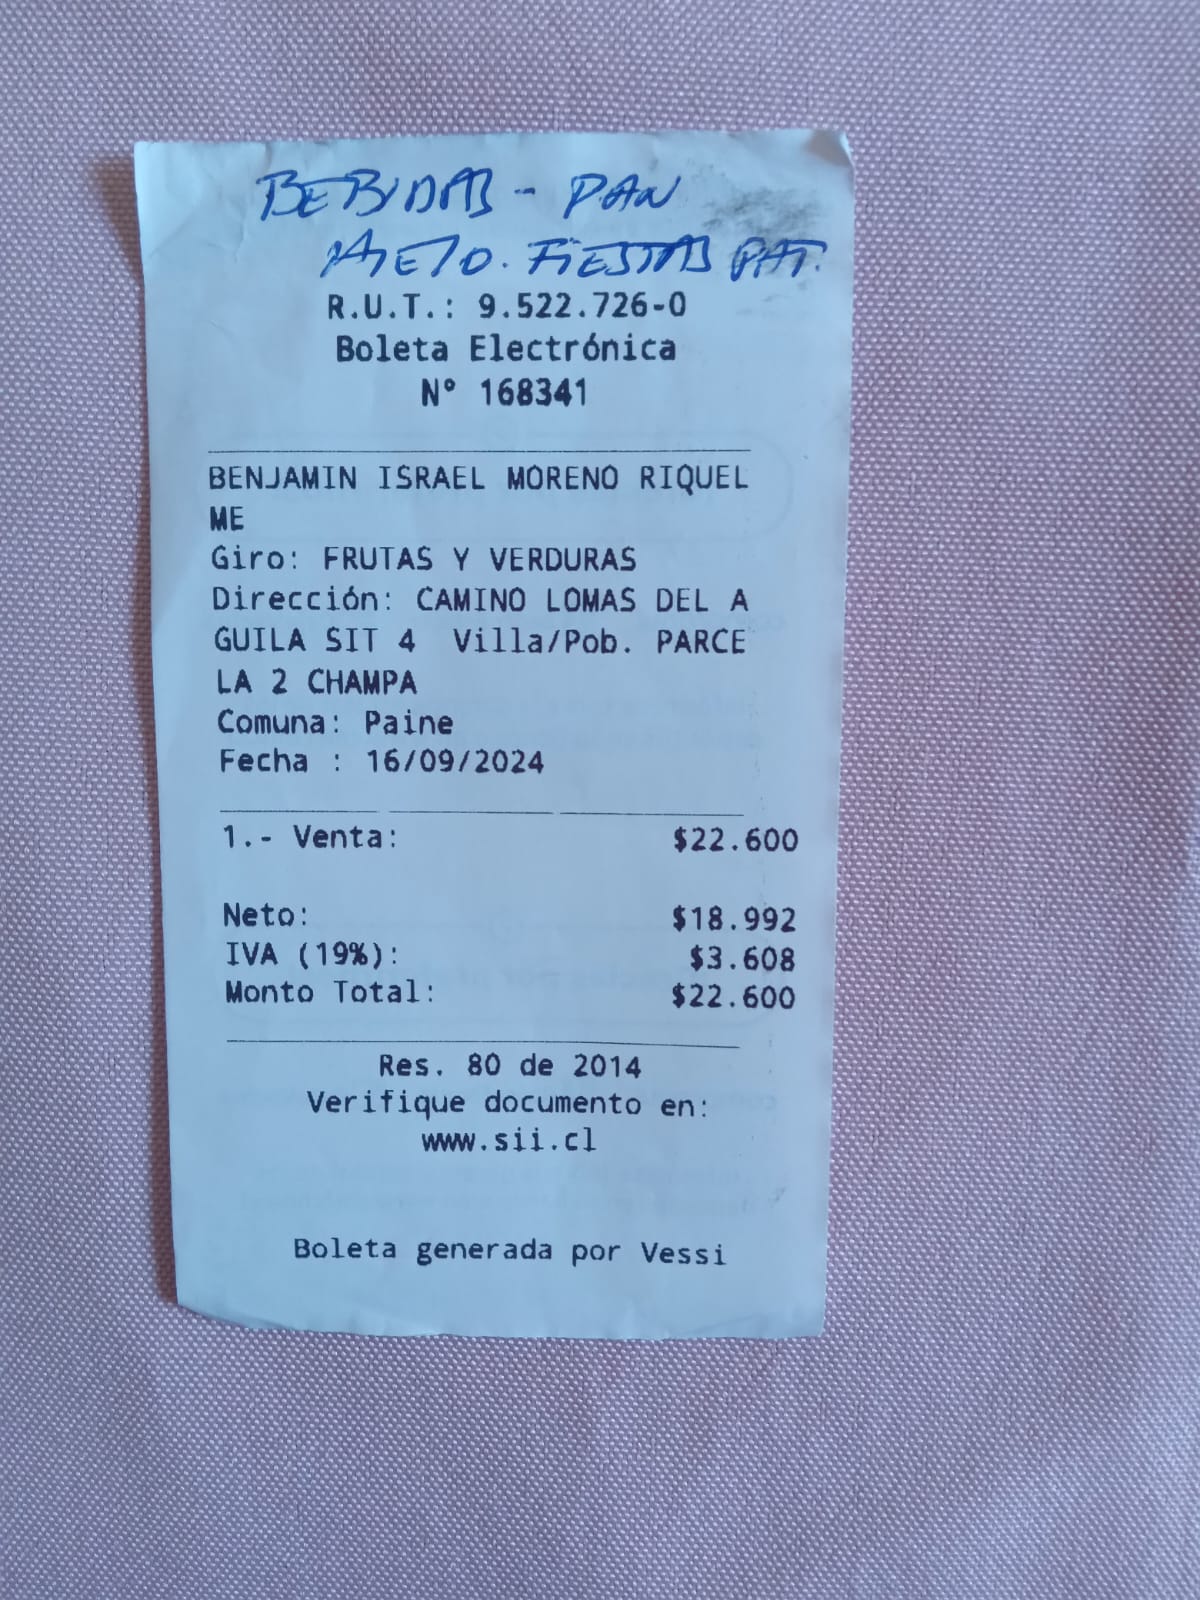 BEBIDAS - PAN
FIESTAS PAT.
R.U.T.: 9.522.726-0
Boleta Electrónica
N° 168341
BENJAMIN ISRAEL MORENO RIQUEL
ME
Giro: FRUTAS Y VERDURAS
Dirección: CAMINO LOMAS DEL A
GUILA SIT 4 Villa/Pob. PARCE
LA 2 CHAMPA
Comuna: Paine
Fecha : 16/09/2024
1.- Venta: $22.600
Neto: $18.992
IVA (19%): $3.608
Monto Total: $22.600
Res. 80 de 2014
Verifique documento en:
www.sii.cl
Boleta generada por Vessi